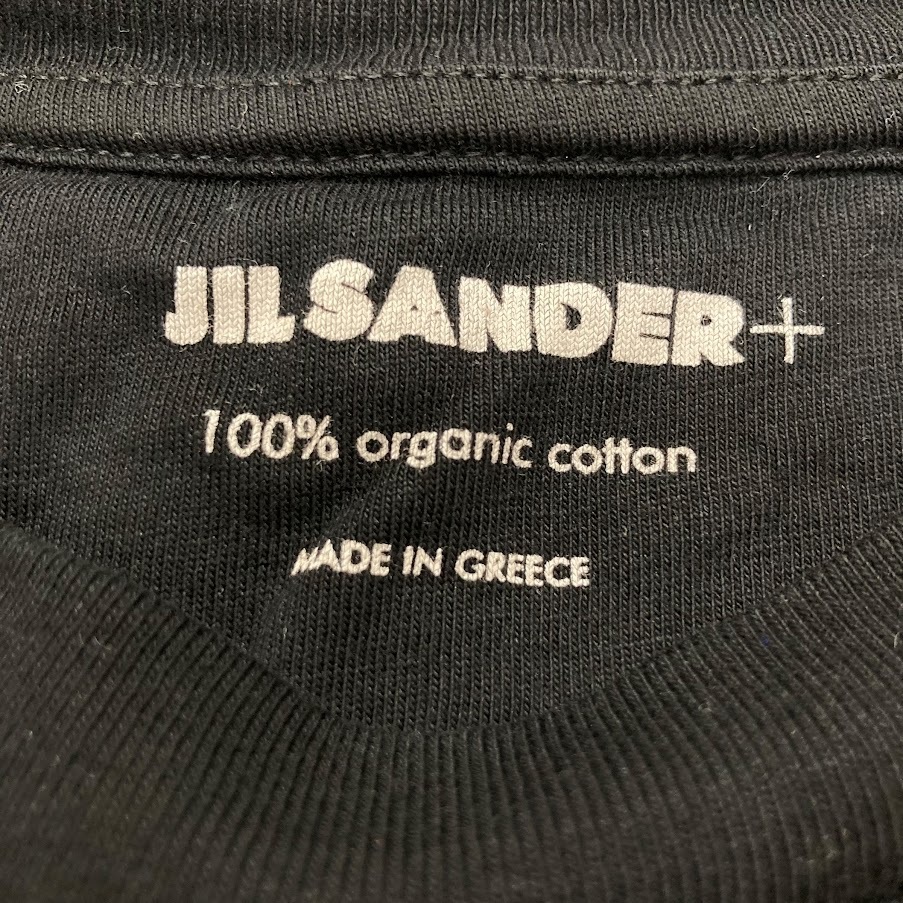 JIL SANDER+
100% organic cotton
MADE IN GREECE